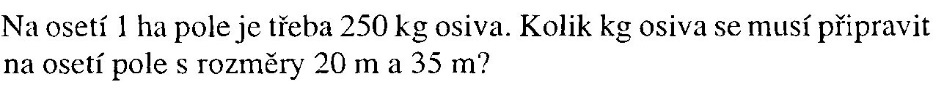 Na osetí 1 ha pole je třeba 250 kg osiva. Kolik kg osiva se musí připravit
na osetí pole s rozměry 20 m a 35 m?